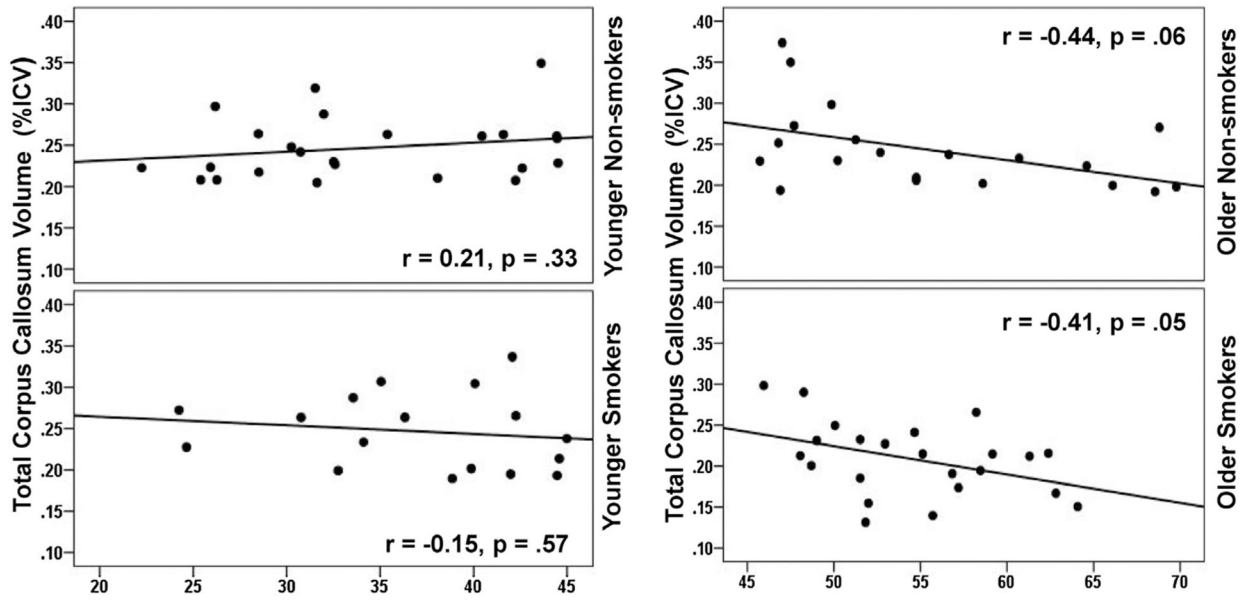 Total Corpus Callosum Volume (%ICV)
.40
.35
.30
.25
.20
.15
.10
r = 0.21, p = .33
Younger Non-smokers
.40
.35
.30
.25
.20
.15
.10
r = -0.15, p = .57
Younger Smokers
20 25 30 35 40 45
Total Corpus Callosum Volume (%ICV)
.40
.35
.30
.25
.20
.15
.10
r = -0.44, p = .06
Older Non-smokers
.40
.35
.30
.25
.20
.15
.10
r = -0.41, p = .05
Older Smokers
45 50 55 60 65 70